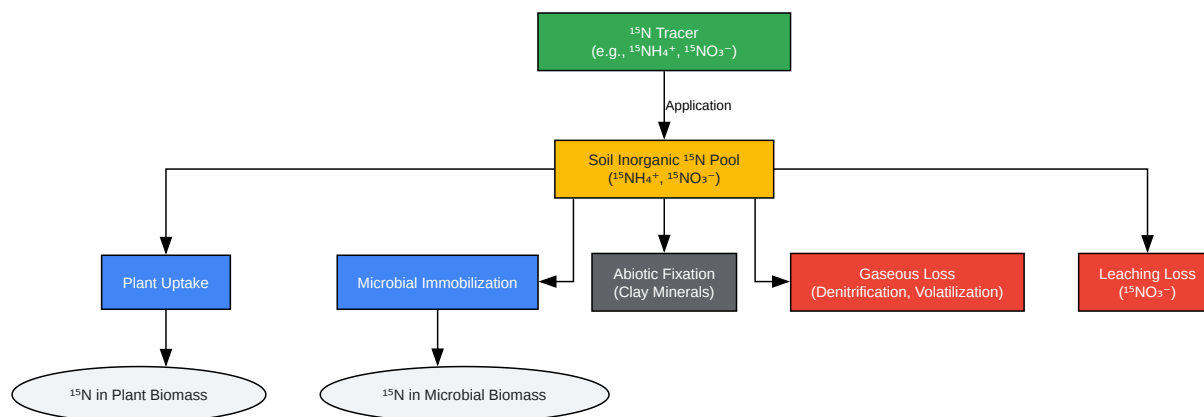 ¹⁵N Tracer
(e.g., ¹⁵NH₄⁺, ¹⁵NO₃⁻)
Application
Soil Inorganic ¹⁵N Pool
(¹⁵NH₄⁺, ¹⁵NO₃⁻)
Plant Uptake
Microbial Immobilization
Abiotic Fixation
(Clay Minerals)
Gaseous Loss
(Denitrification, Volatilization)
Leaching Loss
(¹⁵NO₃⁻)
¹⁵N in Plant Biomass
¹⁵N in Microbial Biomass